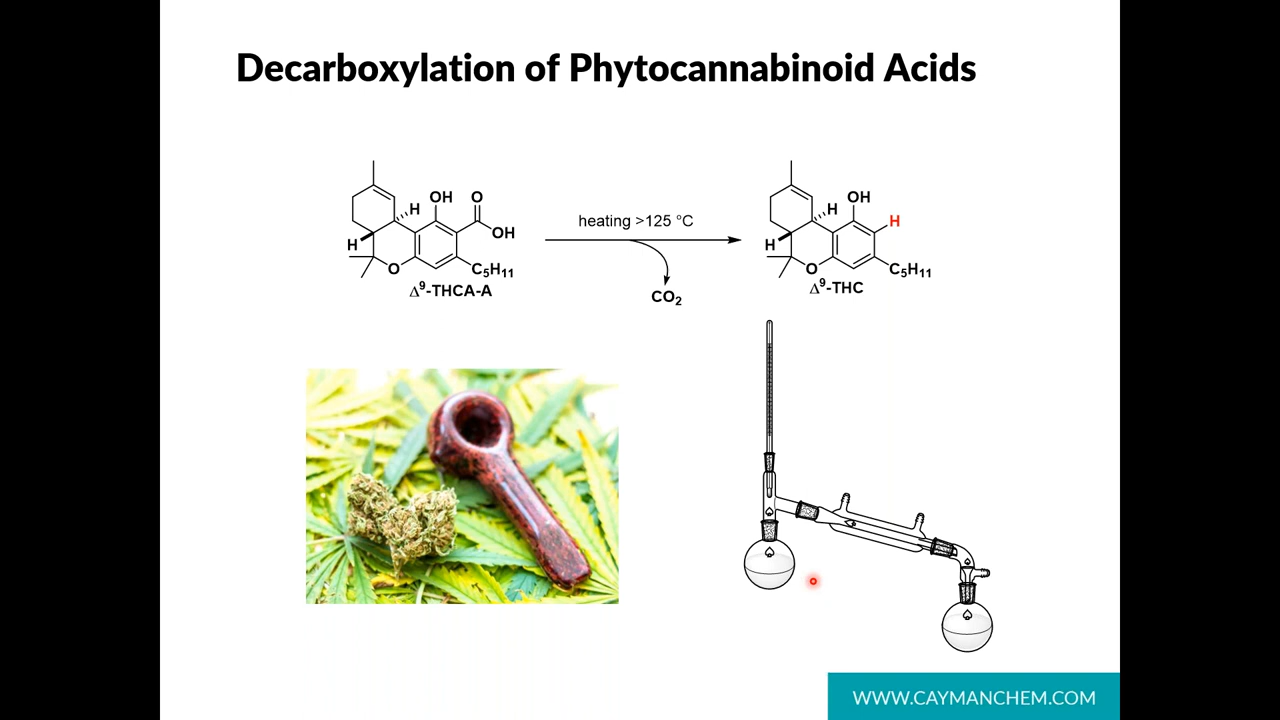 Decarboxylation of Phytocannabinoid Acids
OH
O
H
OH
H
O
C5H11
Δ9-THCA-A
heating >125 °C
CO2
OH
H
H
H
O
C5H11
Δ9-THC
WWW.CAYMANCHEM.COM